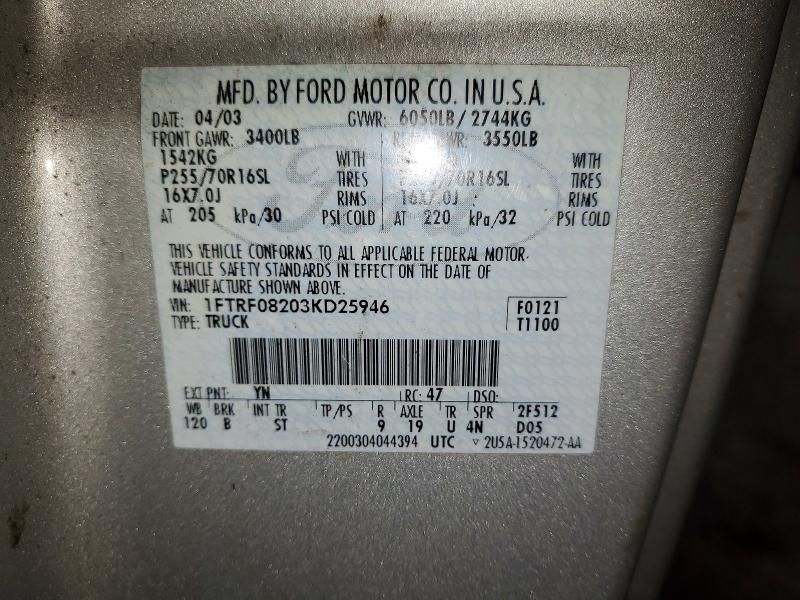 MFD. BY FORD MOTOR CO. IN U.S.A.
DATE: 04/03 GVWR: 6050LB/ 2744KG
FRONT GAWR: 3400LB 3550LB
1542KG WITH WITH
P255/70R16SL TIRES /70R16SL TIRES
16X7.0J RIMS 16X7.0J RIMS
AT 205 kPa/30 PSI COLD AT 220 kPa/32 PSI COLD
Ford
THIS VEHICLE CONFORMS TO ALL APPLICABLE FEDERAL MOTOR
VEHICLE SAFETY STANDARDS IN EFFECT ON THE DATE OF
MANUFACTURE SHOWN ABOVE.
VIN: 1FTRF08203KD25946 F0121
TYPE: TRUCK T1100
EXT PNT: YN RC: 47 DSO:
WB BRK INT TR TP/PS R AXLE TR SPR 2F512
120 B ST 9 19 U 4N D05
2200304044394 UTC ▽ 2U5A-1520472-AA